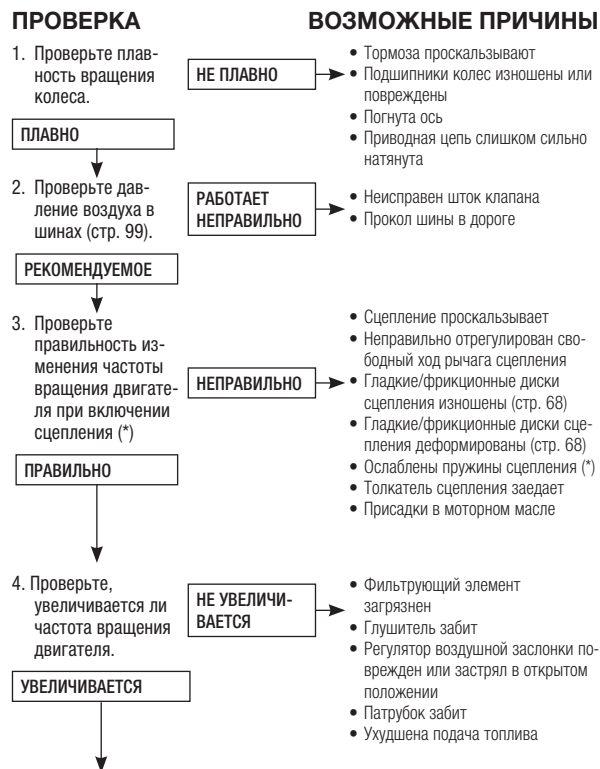 ПРОВЕРКА
ВОЗМОЖНЫЕ ПРИЧИНЫ
1. Проверьте плав-
ность вращения
колеса.
НЕ ПЛАВНО
• Тормоза проскальзывают
• Подшипники колес изношены или
повреждены
• Погнута ось
• Приводная цепь слишком сильно
натянута
ПЛАВНО
2. Проверьте дав-
ление воздуха в
шинах (стр. 99).
РАБОТАЕТ
НЕПРАВИЛЬНО
• Неисправен шток клапана
• Прокол шины в дороге
РЕКОМЕНДУЕМОЕ
3. Проверьте
правильность из-
менения частоты
вращения двигате-
ля при включении
сцепления (*)
НЕПРАВИЛЬНО
• Сцепление проскальзывает
• Неправильно отрегулирован сво-
бодный ход рычага сцепления
• Гладкие/фрикционные диски
сцепления изношены (стр. 68)
• Гладкие/фрикционные диски сце-
пления деформированы (стр. 68)
• Ослаблены пружины сцепления (*)
• Толкатель сцепления заедает
• Присадки в моторном масле
ПРАВИЛЬНО
4. Проверьте,
увеличивается ли
частота вращения
двигателя.
НЕ УВЕЛИЧИ-
ВАЕТСЯ
• Фильтрующий элемент
загрязнен
• Глушитель забит
• Регулятор воздушной заслонки по-
врежден или застрял в открытом
положении
• Патрубок забит
• Ухудшена подача топлива
УВЕЛИЧИВАЕТСЯ